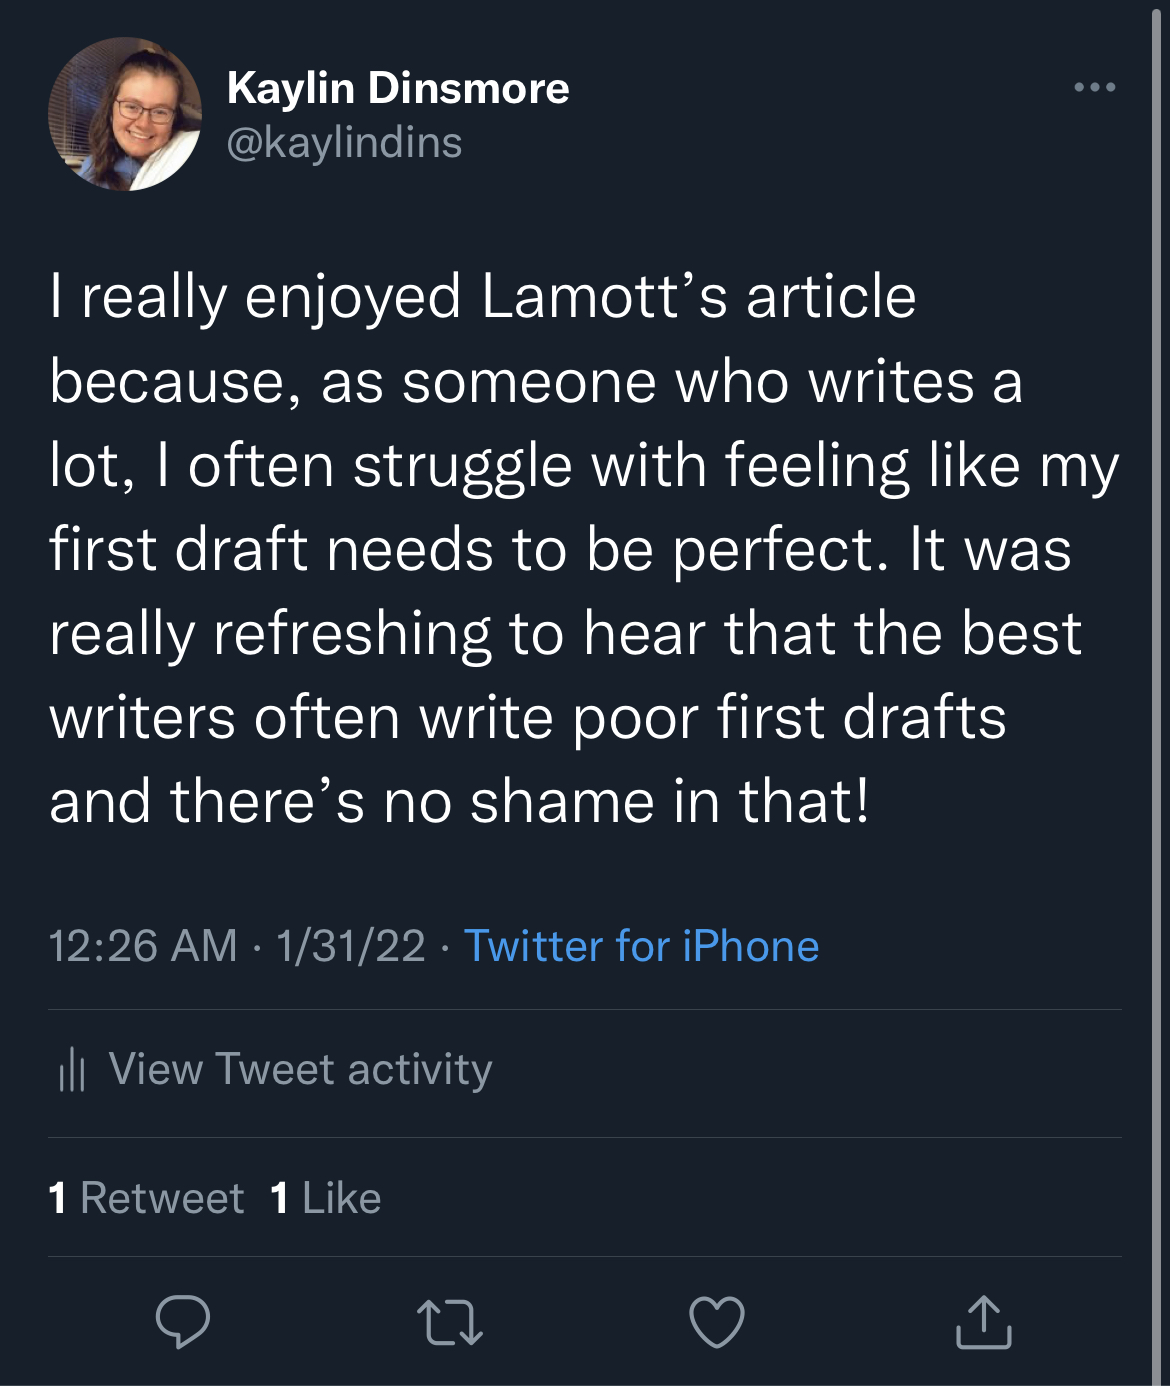 Kaylin Dinsmore
@kaylindins
I really enjoyed Lamott’s article
because, as someone who writes a
lot, I often struggle with feeling like my
first draft needs to be perfect. It was
really refreshing to hear that the best
writers often write poor first drafts
and there’s no shame in that!
12:26 AM · 1/31/22 · Twitter for iPhone
View Tweet activity
1 Retweet 1 Like